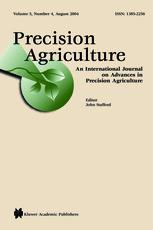 Volume 5, Number 4, August 2004 ISSN: 1385-2256
Precision
Agriculture
An International Journal
on Advances in
Precision Agriculture
Editor
John Stafford
Kluwer Academic Publishers